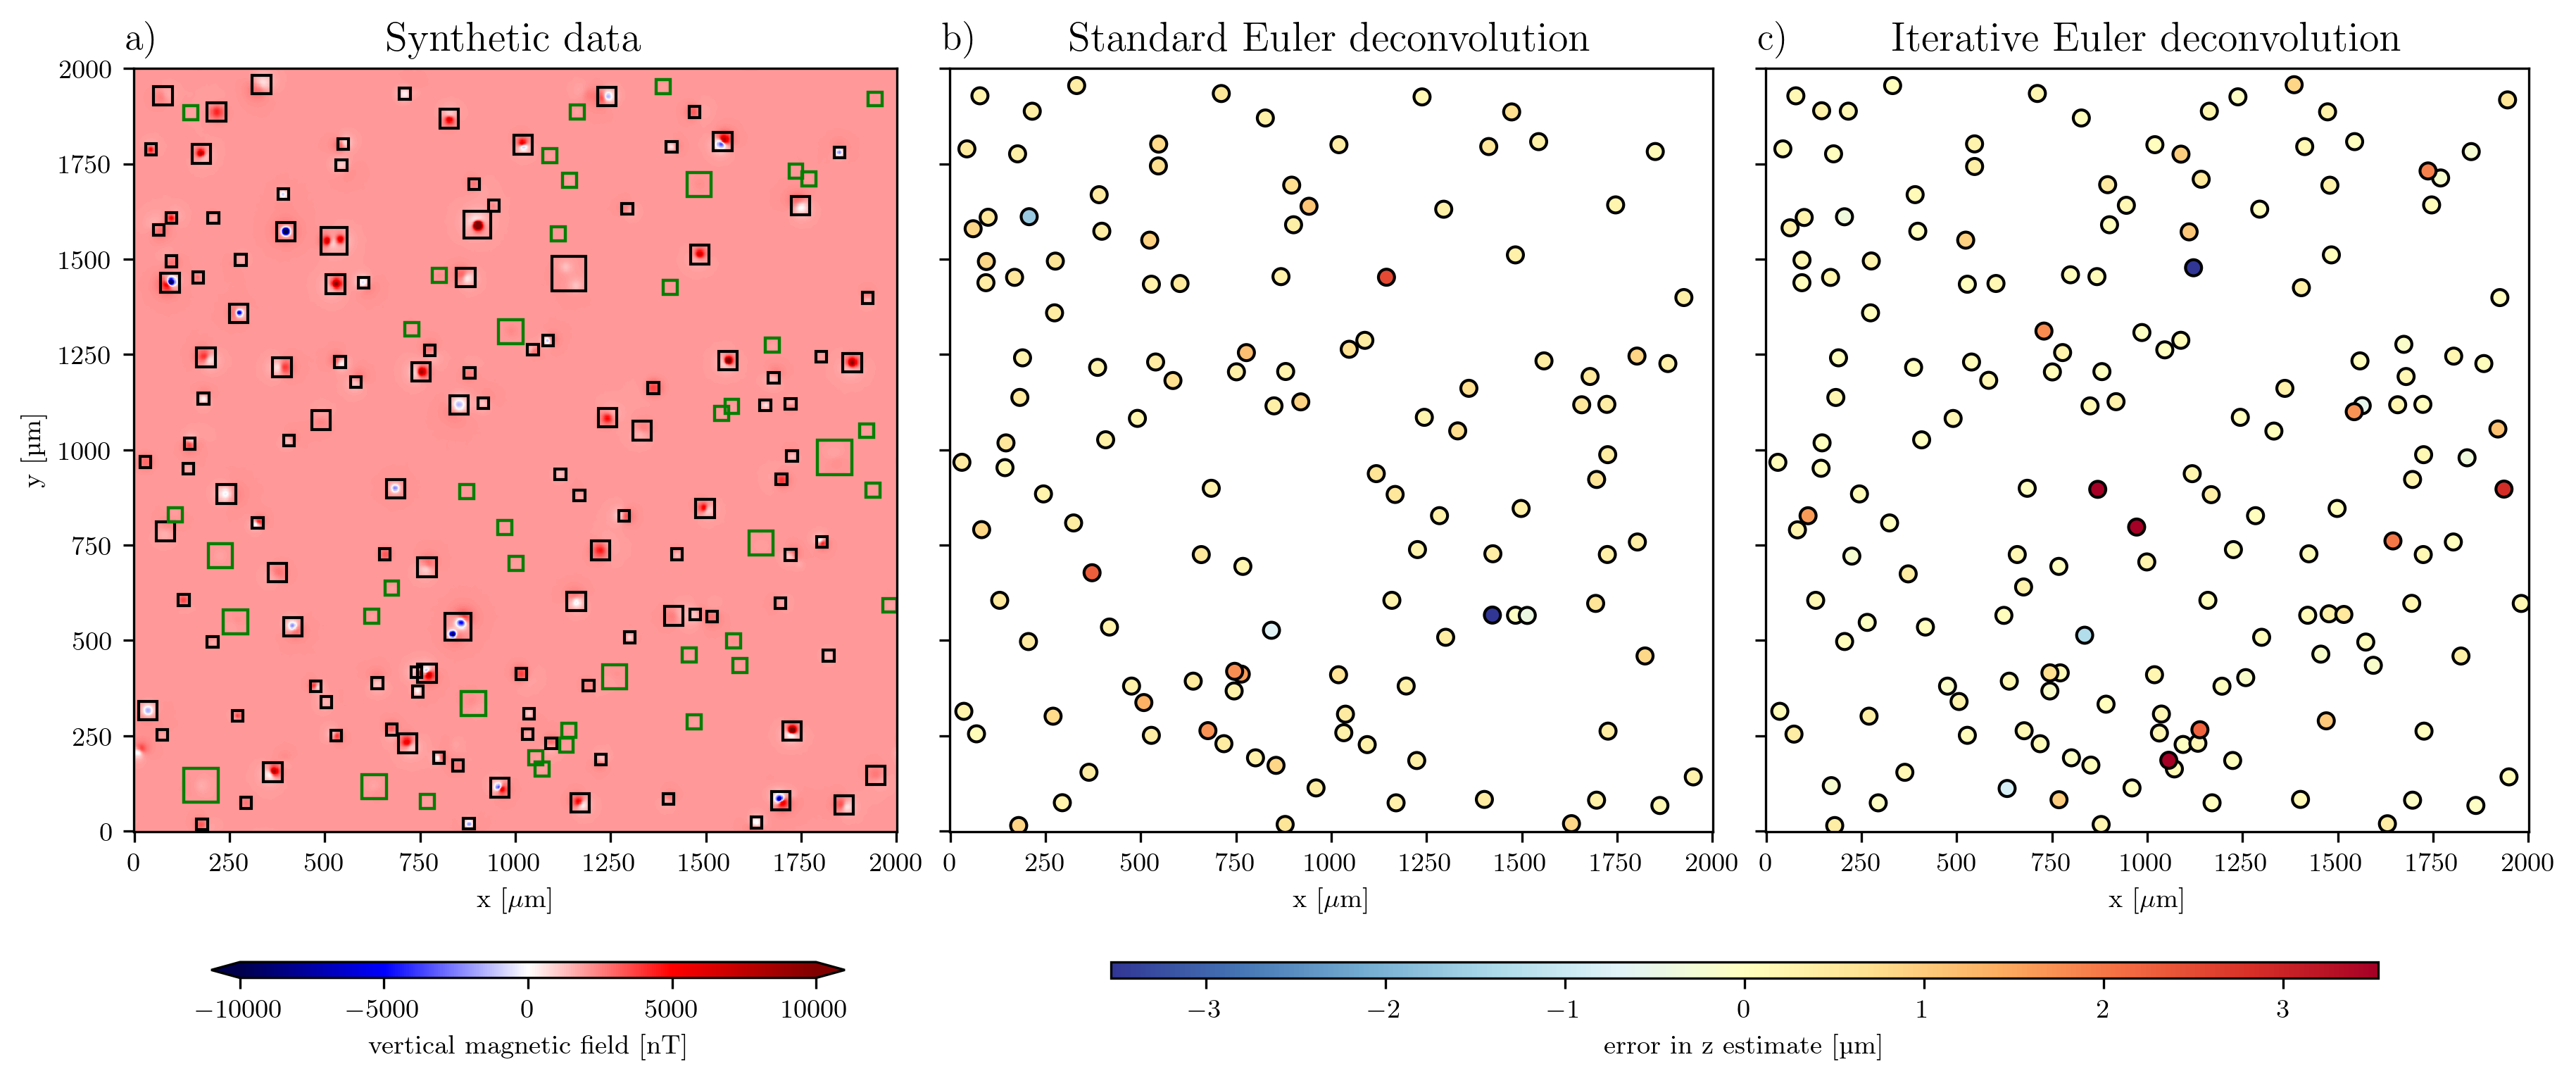 a) Synthetic data
b) Standard Euler deconvolution
c) Iterative Euler deconvolution
2000
1750
1500
1250
1000
750
500
250
0
y [µm]
0 250 500 750 1000 1250 1500 1750 2000
0 250 500 750 1000 1250 1500 1750 2000
0 250 500 750 1000 1250 1500 1750 2000
x [μm]
x [μm]
x [μm]
−10000 −5000 0 5000 10000
vertical magnetic field [nT]
−3 −2 −1 0 1 2 3
error in z estimate [µm]